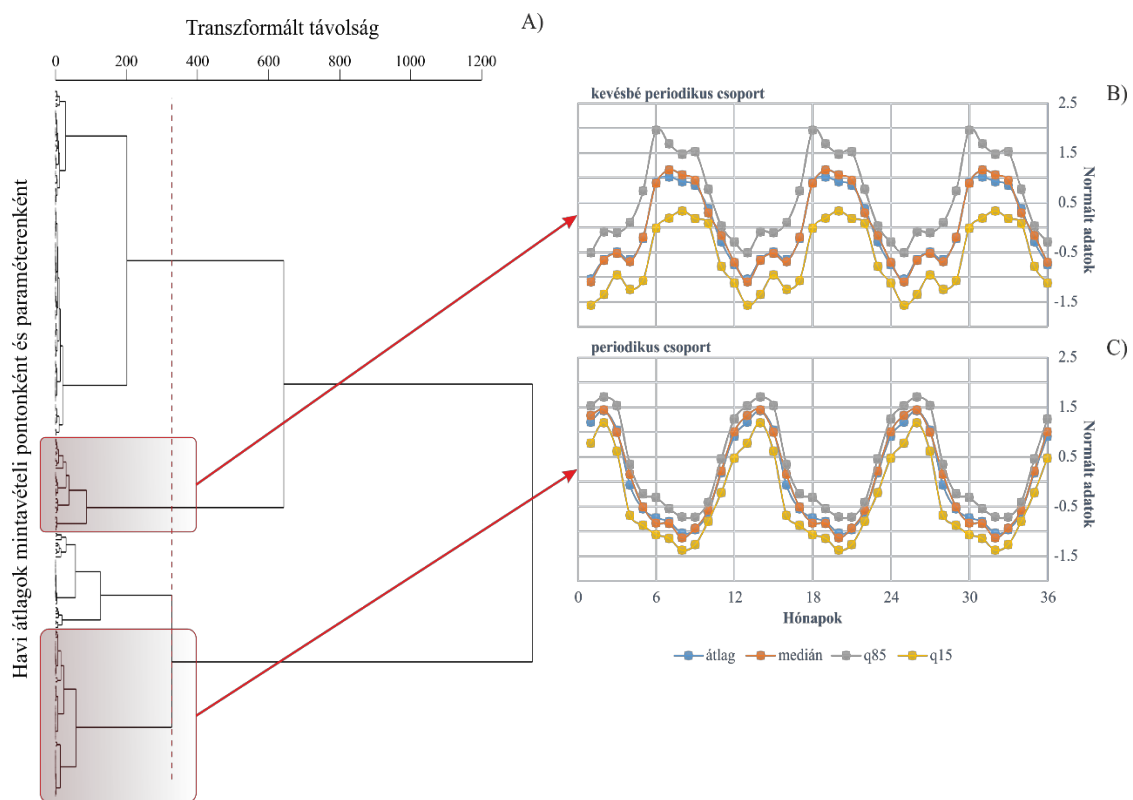 Transzformált távolság
A)
0 200 400 600 800 1000 1200
Havi átlagok mintavételi pontonként és paraméterenként
kevésbé periodikus csoport
B)
2.5
1.5
0.5
-0.5
-1.5
Normált adatok
periodikus csoport
C)
2.5
1.5
0.5
-0.5
-1.5
Normált adatok
0 6 12 18 24 30 36
Hónapok
átlag medián q85 q15